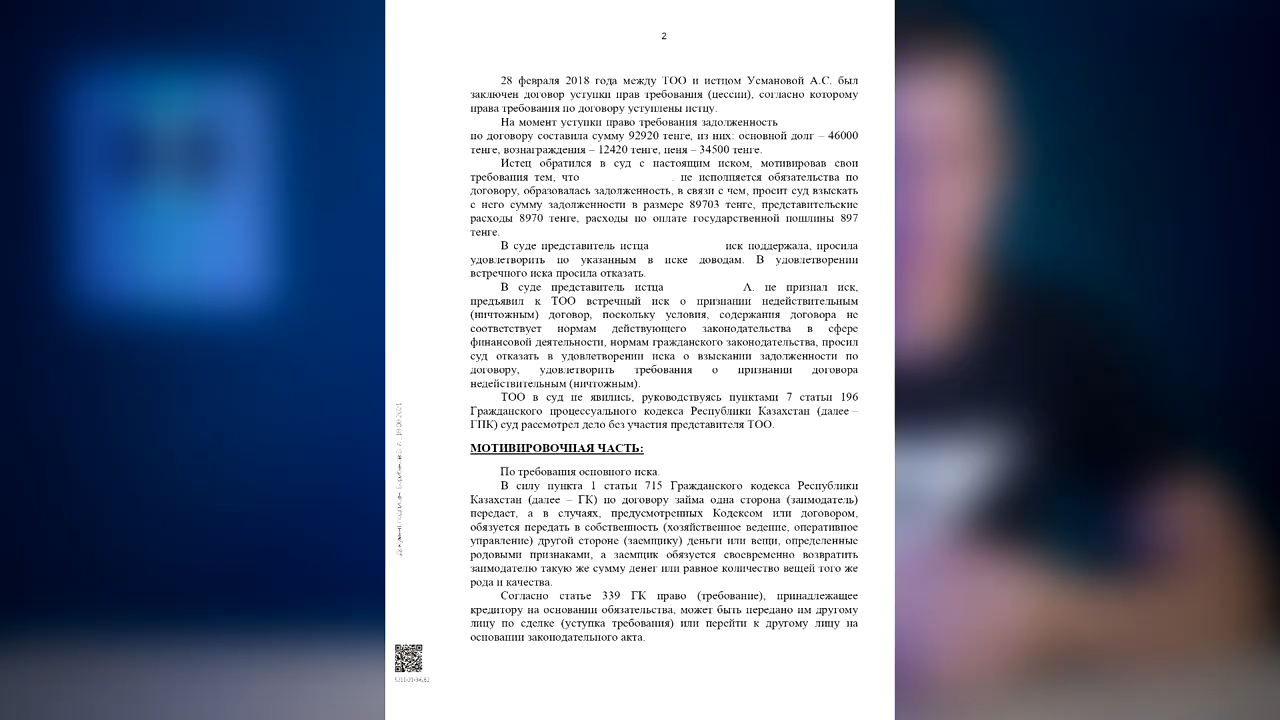 2
28 февраля 2018 года между ТОО и истцом Усмановой А.С. был
заключен договор уступки прав требования (цессии), согласно которому
права требования по договору уступлены истцу.
На момент уступки право требования задолженность
по договору составила сумму 92920 тенге, из них: основной долг – 46000
тенге, вознаграждения – 12420 тенге, пеня – 34500 тенге.
Истец обратился в суд с настоящим иском, мотивировав свои
требования тем, что . не исполняется обязательства по
договору, образовалась задолженность, в связи с чем, просит суд взыскать
с него сумму задолженности в размере 89703 тенге, представительские
расходы 8970 тенге, расходы по оплате государственной пошлины 897
тенге.
В суде представитель истца иск поддержала, просила
удовлетворить по указанным в иске доводам. В удовлетворении
встречного иска просила отказать.
В суде представитель истца А. не признал иск,
предъявил к ТОО встречный иск о признании недействительным
(ничтожным) договор, поскольку условия, содержания договора не
соответствует нормам действующего законодательства в сфере
финансовой деятельности, нормам гражданского законодательства, просил
суд отказать в удовлетворении иска о взыскании задолженности по
договору, удовлетворить требования о признании договора
недействительным (ничтожным).
ТОО в суд не явились, руководствуясь пунктами 7 статьи 196
Гражданского процессуального кодекса Республики Казахстан (далее –
ГПК) суд рассмотрел дело без участия представителя ТОО.
МОТИВИРОВОЧНАЯ ЧАСТЬ:
По требования основного иска.
В силу пункта 1 статьи 715 Гражданского кодекса Республики
Казахстан (далее – ГК) по договору займа одна сторона (заимодатель)
передает, а в случаях, предусмотренных Кодексом или договором,
обязуется передать в собственность (хозяйственное ведение, оперативное
управление) другой стороне (заемщику) деньги или вещи, определенные
родовыми признаками, а заемщик обязуется своевременно возвратить
заимодателю такую же сумму денег или равное количество вещей того же
рода и качества.
Согласно статье 339 ГК право (требование), принадлежащее
кредитору на основании обязательства, может быть передано им другому
лицу по сделке (уступка требования) или перейти к другому лицу на
основании законодательного акта.